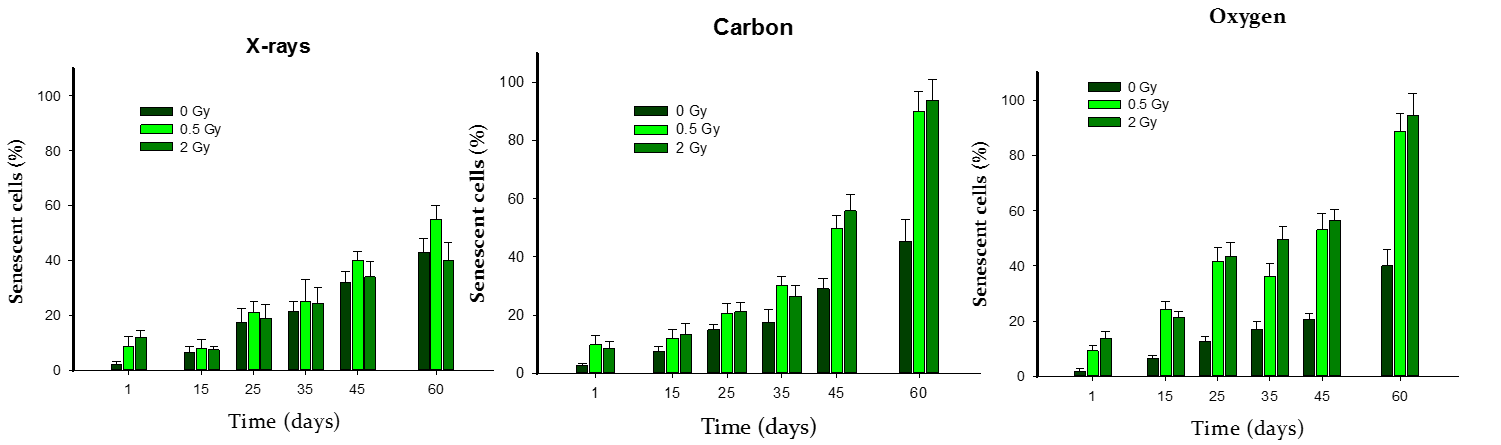 X-rays
Senescent cells (%)
100
80
60
40
20
0
0 Gy
0.5 Gy
2 Gy
1 15 25 35 45 60
Time (days)
Carbon
Senescent cells (%)
100
80
60
40
20
0
0 Gy
0.5 Gy
2 Gy
1 15 25 35 45 60
Time (days)
Oxygen
Senescent cells (%)
100
80
60
40
20
0
0 Gy
0.5 Gy
2 Gy
1 15 25 35 45 60
Time (days)